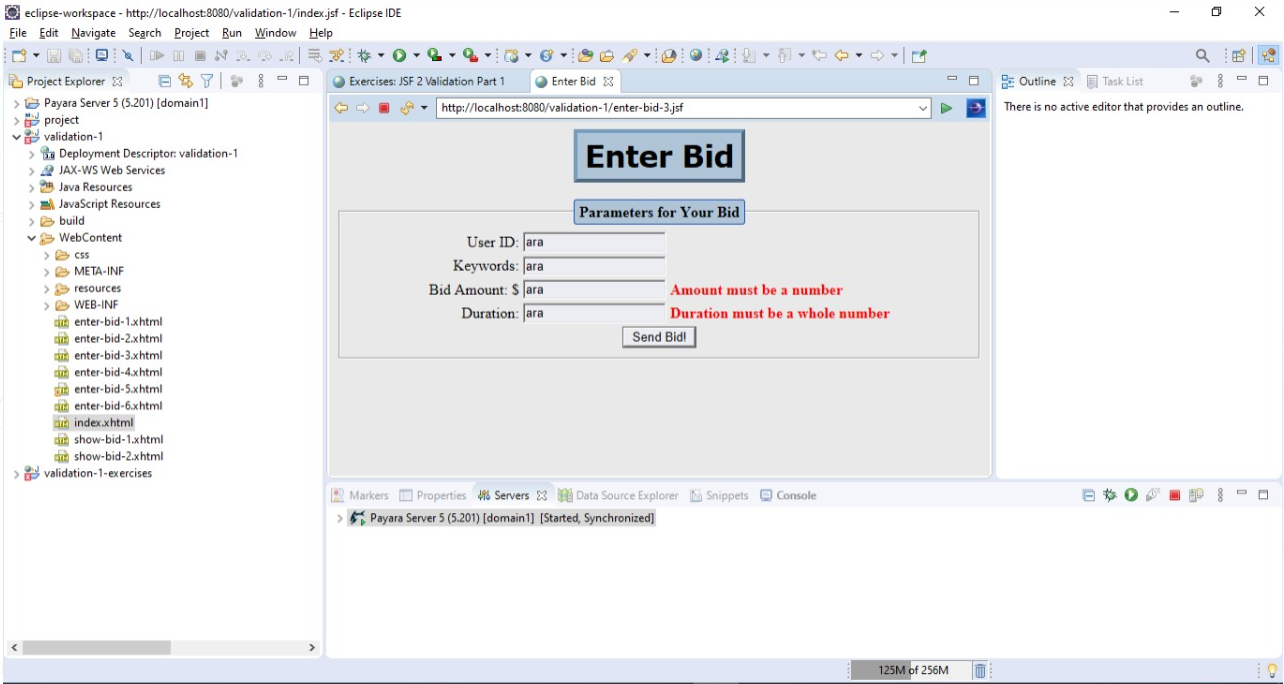 eclipse-workspace - http://localhost:8080/validation-1/index.jsf - Eclipse IDE
File Edit Navigate Search Project Run Window Help
Project Explorer
Payara Server 5 (5.201) [domain1]
project
validation-1
Deployment Descriptor: validation-1
JAX-WS Web Services
Java Resources
JavaScript Resources
build
WebContent
css
META-INF
resources
WEB-INF
enter-bid-1.xhtml
enter-bid-2.xhtml
enter-bid-3.xhtml
enter-bid-4.xhtml
enter-bid-5.xhtml
enter-bid-6.xhtml
index.xhtml
show-bid-1.xhtml
show-bid-2.xhtml
validation-1-exercises
Exercises: JSF 2 Validation Part 1 Enter Bid
http://localhost:8080/validation-1/enter-bid-3.jsf
Enter Bid
Parameters for Your Bid
User ID: ara
Keywords: ara
Bid Amount: $ ara Amount must be a number
Duration: ara Duration must be a whole number
Send Bid!
Outline Task List
There is no active editor that provides an outline.
Markers Properties Servers Data Source Explorer Snippets Console
Payara Server 5 (5.201) [domain1] [Started, Synchronized]
125M of 256M